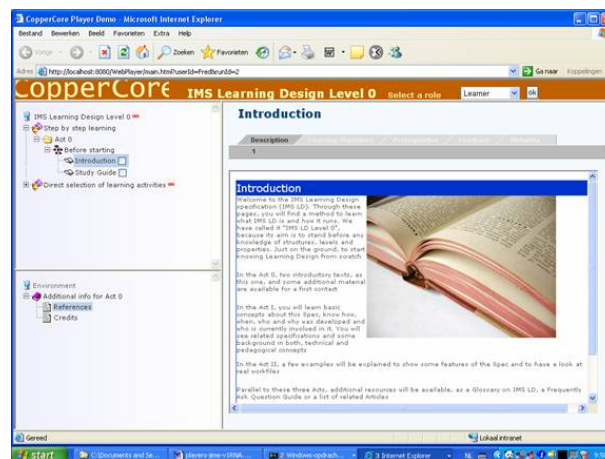 CopperCore Player Demo - Microsoft Internet Explorer
Bestand Bewerken Beeld Favorieten Extra Help
Vorige Zoeken Favorieten
Adres http://localhost:8080/WebPlayer/main.html?userId=Fred&runId=2 Ga naar Koppelingen
CopperCore IMS Learning Design Level 0 Select a role Learner ok
IMS Learning Design Level 0
Step by step learning
Act 0
Before starting
Introduction
Study Guide
Direct selection of learning activities
Environment
Additional info for Act 0
References
Credits
Introduction
Description
1
Introduction
Welcome to the IMS Learning Design
specification (IMS LD). Through these
pages, you will find a method to learn
what IMS LD is and how it runs. We
have called it "IMS LD Level 0",
because its aim is to stand before any
knowledge of structures, levels and
properties. Just on the ground, to start
knowing Learning Design from scratch
In the Act 0, two introductory texts, as
this one, and some additional material
are available for a first contact
In the Act I, you will learn basic
concepts about this Spec, know how,
when, who and why was developed and
who is currently involved in it. You will
see related specifications and some
background in both, technical and
pedagogical concepts
In the Act II, a few examples will be explained to show some features of the Spec and to have a look at
real workfiles
Parallel to these three Acts, additional resources will be available, as a Glossary on IMS LD, a Frequently
Ask Question Guide or a list of related Articles
Gereed Lokaal intranet
start C:\Documents and Se... 2 Windows-opdrach... 3 Internet Explorer NL